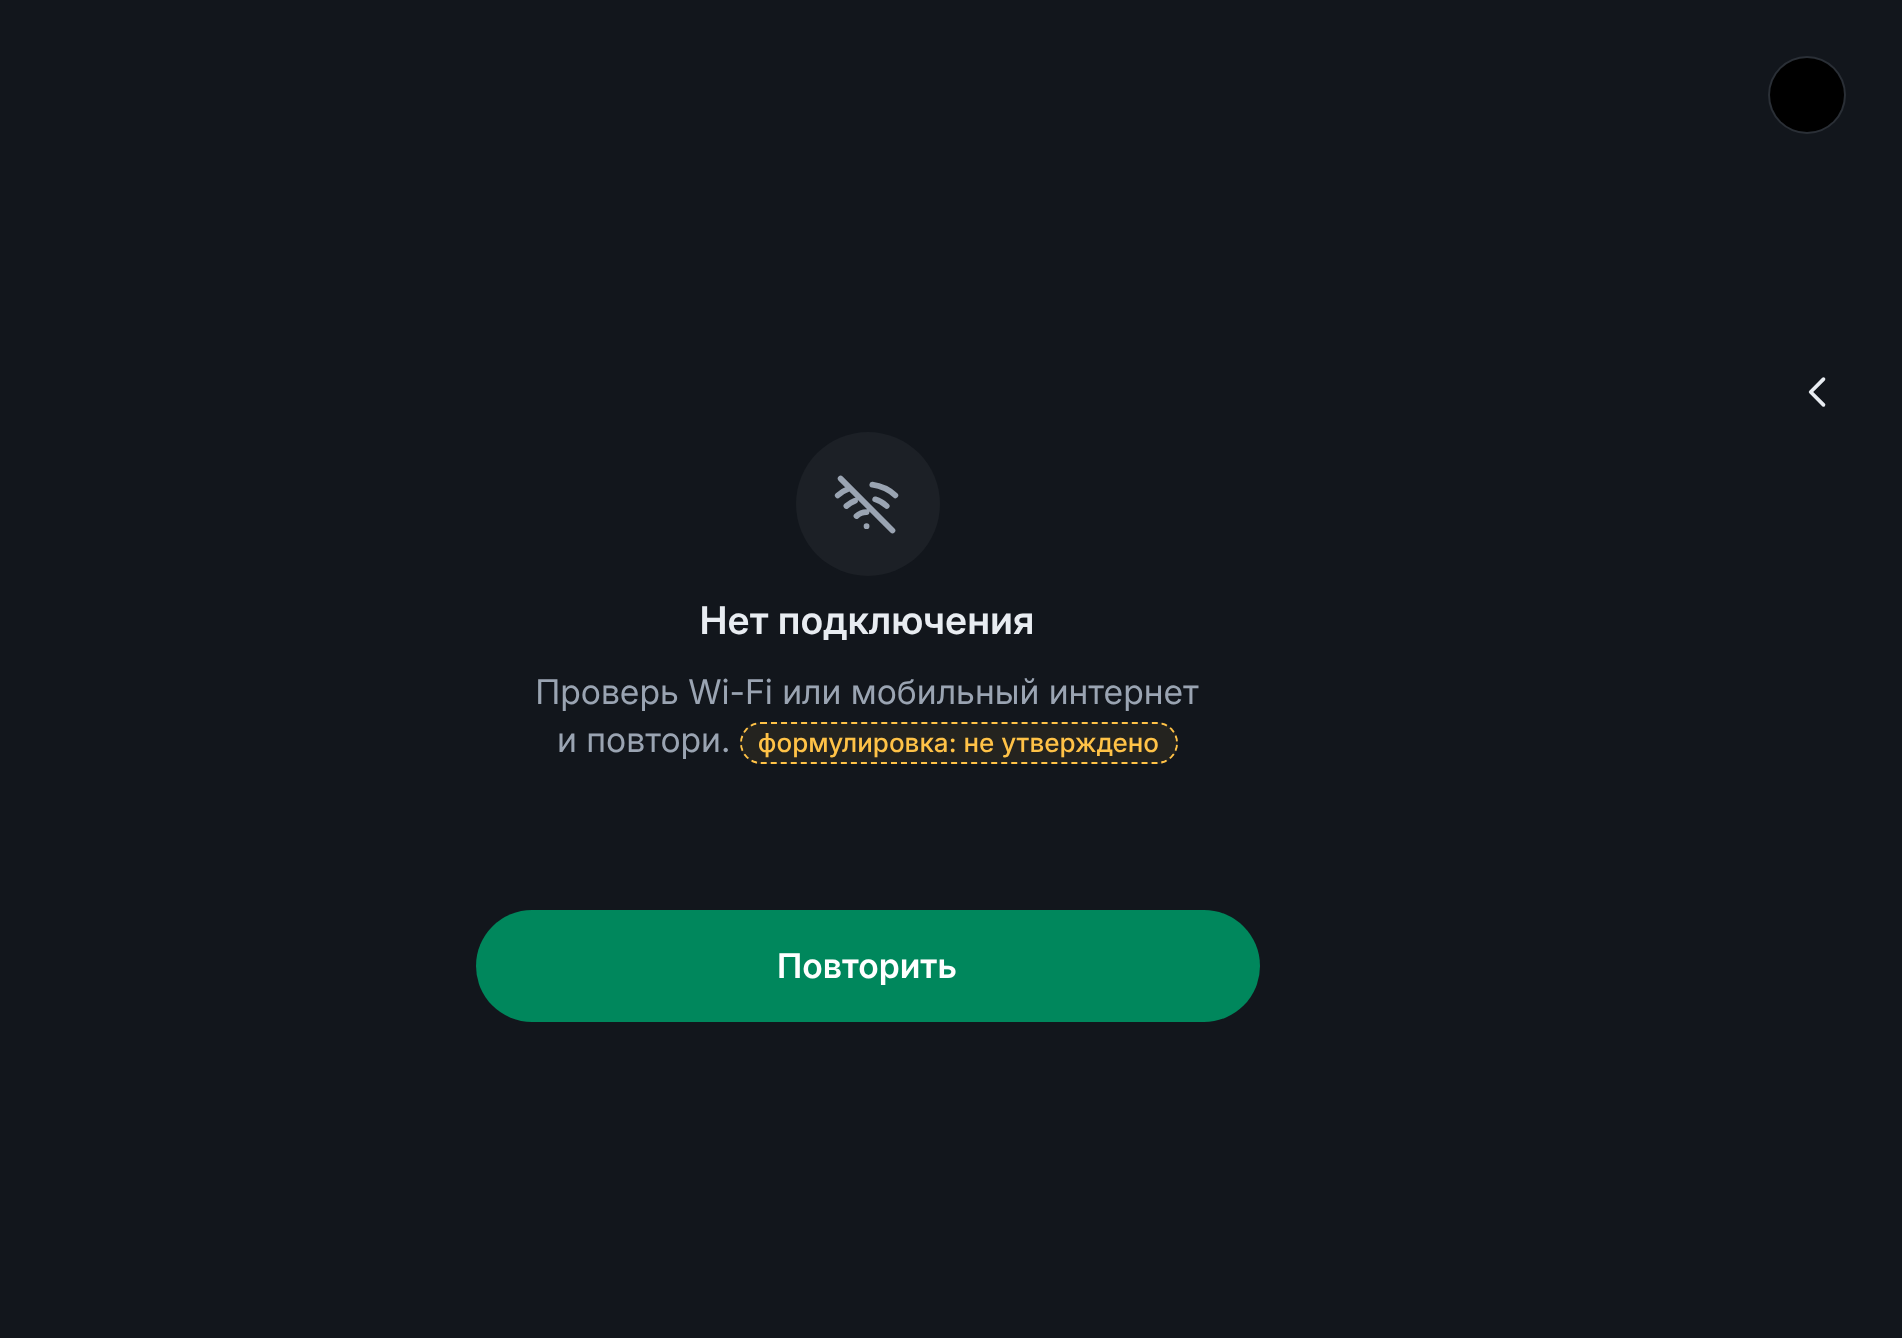 Нет подключения
Проверь Wi-Fi или мобильный интернет
и повтори. формулировка: не утверждено
Повторить